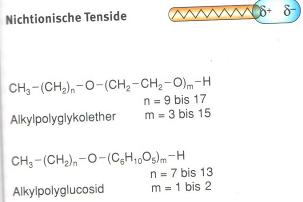 Nichtionische Tenside
δ+ δ-
CH₃-(CH₂)ₙ-O-(CH₂-CH₂-O)ₘ-H
n = 9 bis 17
Alkylpolyglykolether m = 3 bis 15
CH₃-(CH₂)ₙ-O-(C₆H₁₀O₅)ₘ-H
n = 7 bis 13
Alkylpolyglucosid m = 1 bis 2